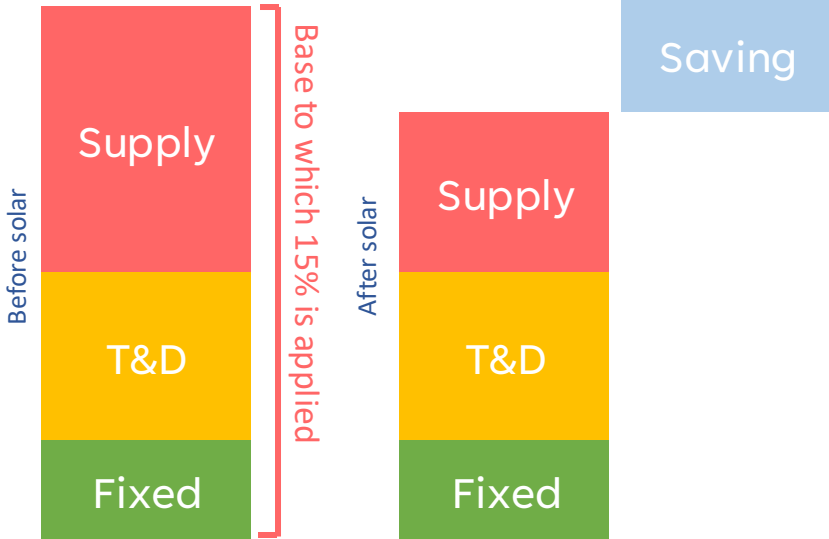 Before solar
Supply
T&D
Fixed
Base to which 15% is applied
After solar
Supply
T&D
Fixed
Saving